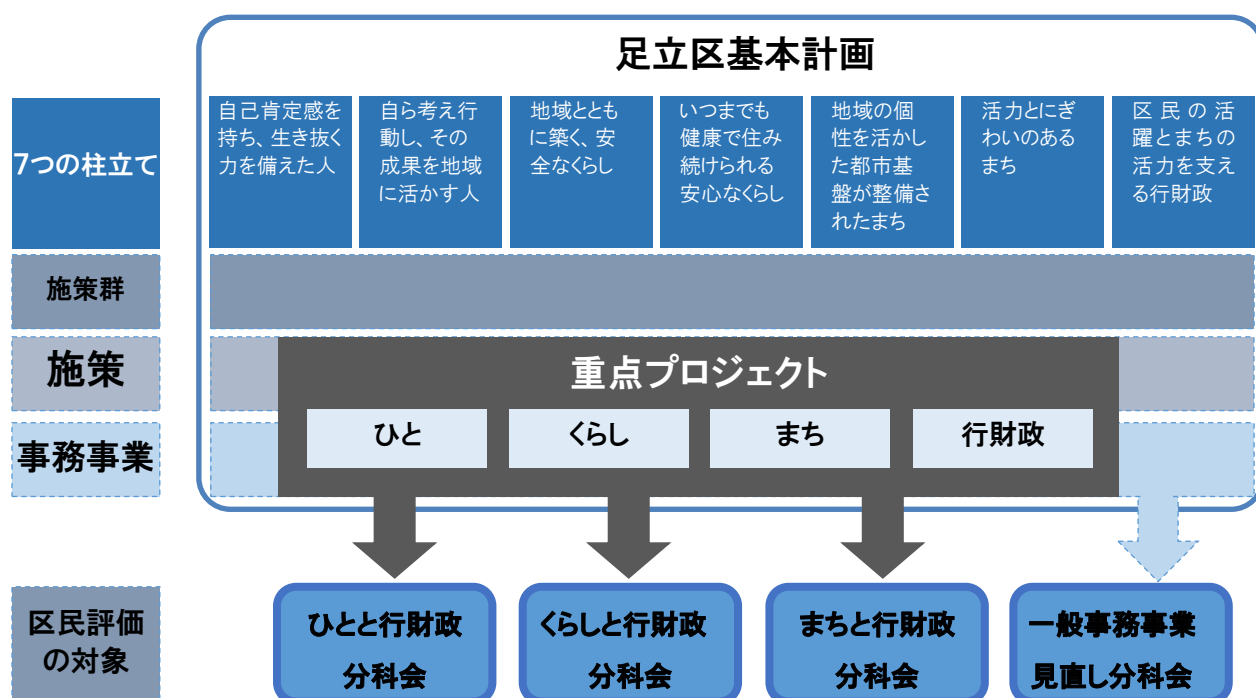 足立区基本計画
7つの柱立て
自己肯定感を
持ち、生き抜く
力を備えた人
自ら考え行
動し、その
成果を地域
に活かす人
地域ととも
に築く、安
全なくらし
いつまでも
健康で住み
続けられる
安心なくらし
地域の個
性を活かし
た都市基
盤が整備さ
れたまち
活力とにぎ
わいのある
まち
区民の活
躍とまちの
活力を支え
る行財政
施策群
施策
重点プロジェクト
事務事業
ひと
くらし
まち
行財政
区民評価
の対象
ひとと行財政
分科会
くらしと行財政
分科会
まちと行財政
分科会
一般事務事業
見直し分科会